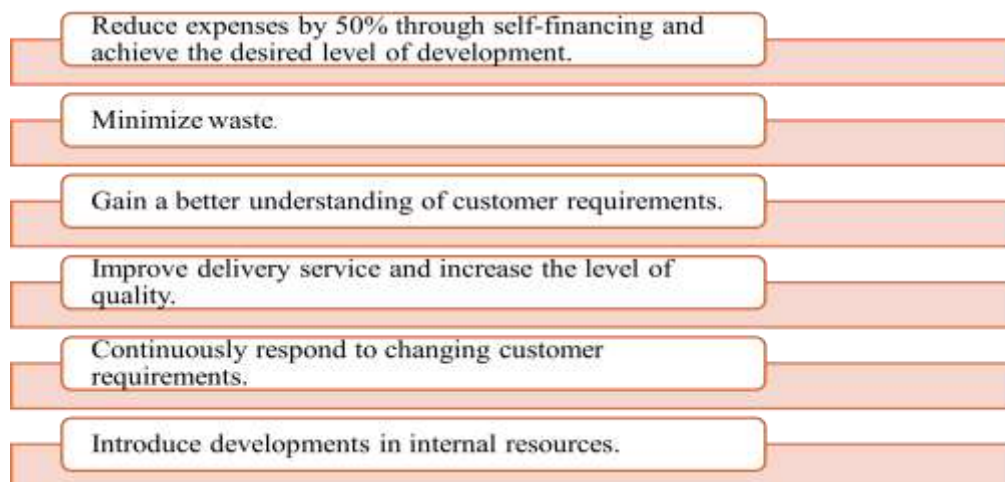 Reduce expenses by 50% through self-financing and
achieve the desired level of development.
Minimize waste.
Gain a better understanding of customer requirements.
Improve delivery service and increase the level of
quality.
Continuously respond to changing customer
requirements.
Introduce developments in internal resources.